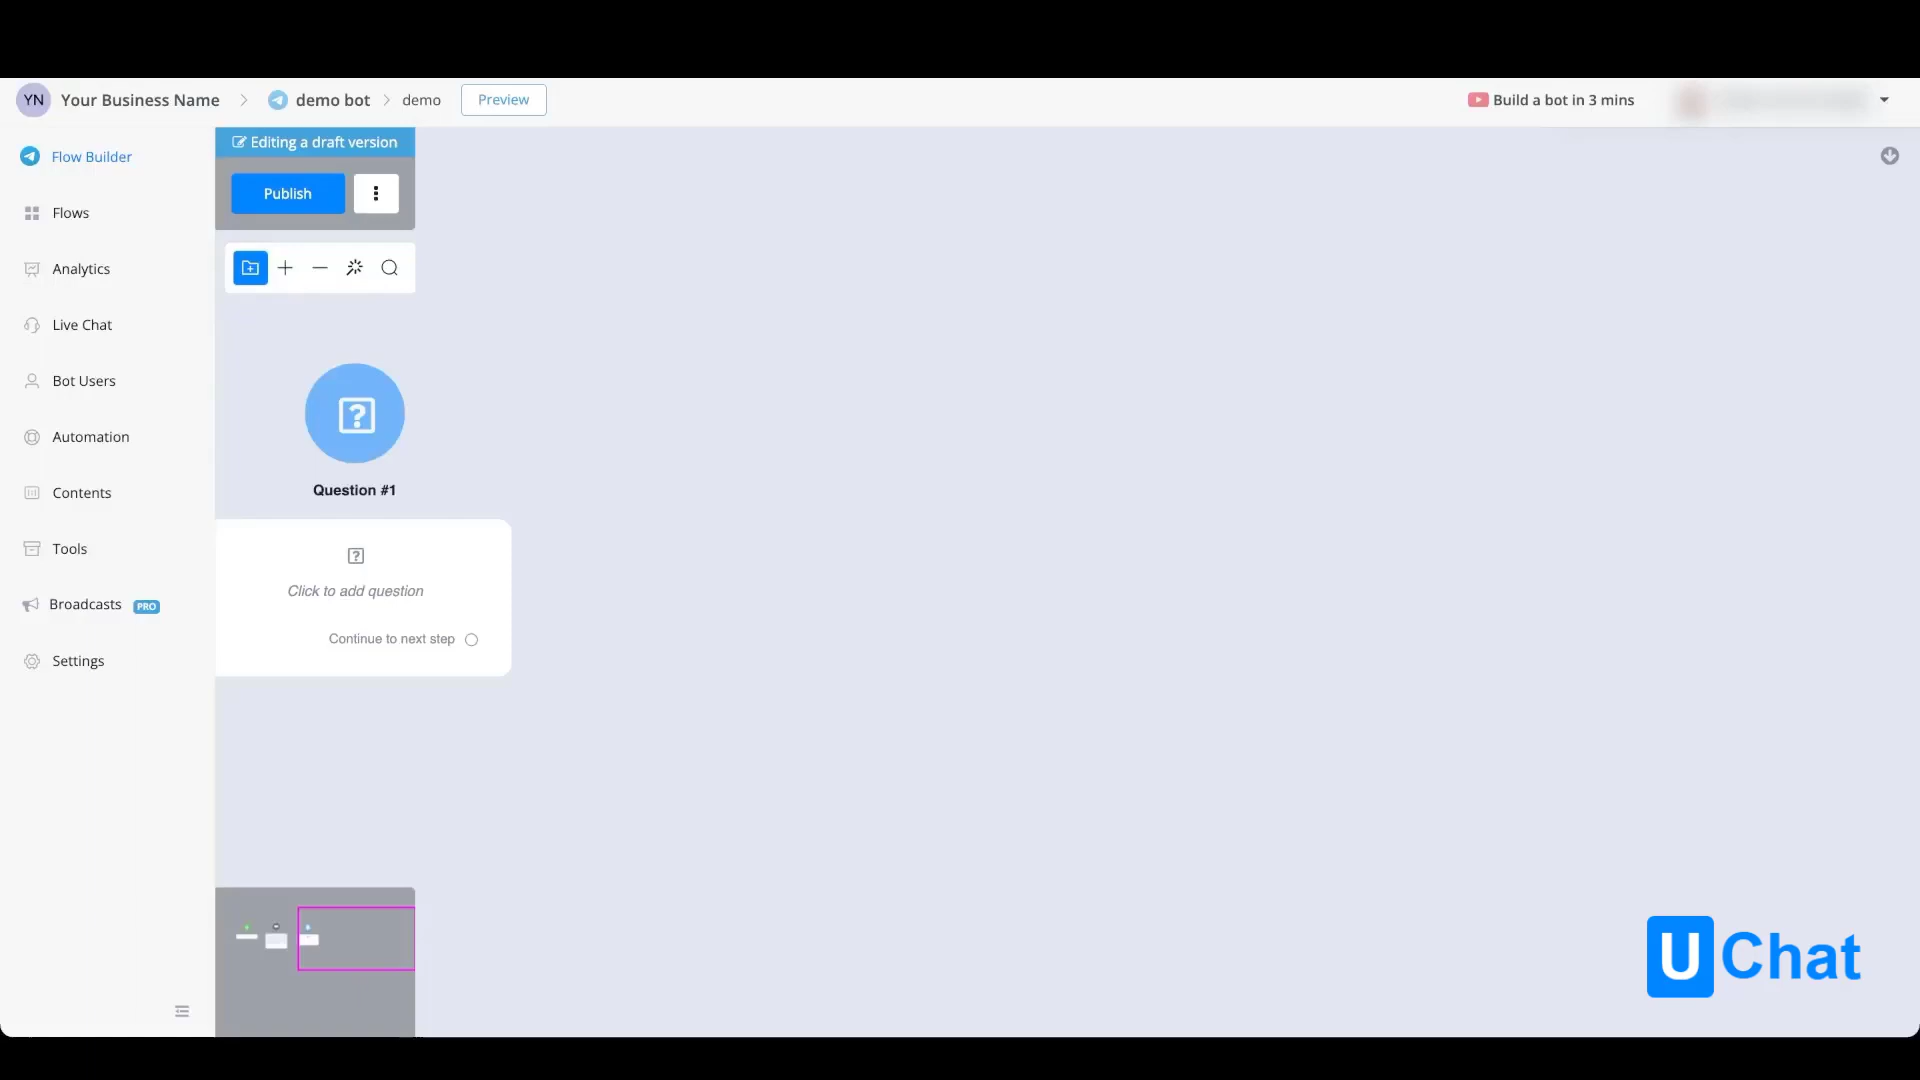 YN Your Business Name > demo bot > demo Preview
Build a bot in 3 mins
Editing a draft version
Publish
Flow Builder
Flows
Analytics
Live Chat
Bot Users
Automation
Contents
Tools
Broadcasts PRO
Settings
Question #1
Click to add question
Continue to next step
U Chat